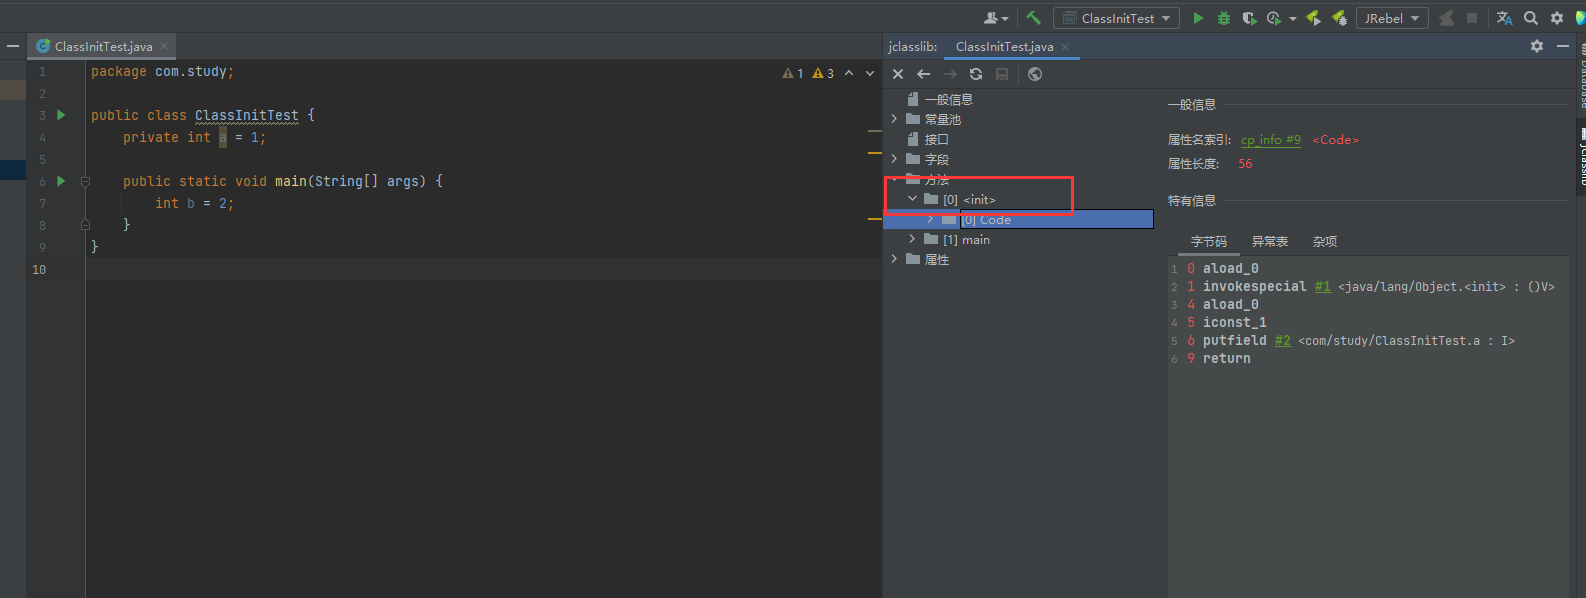 ClassInitTest
JRebel
ClassInitTest.java
jclasslib:
ClassInitTest.java
1
package com.study;
1
3
2
3
public class ClassInitTest {
4
private int a = 1;
5
6
public static void main(String[] args) {
7
int b = 2;
8
}
9
}
10
一般信息
常量池
接口
字段
方法
[0] <init>
[0] Code
[1] main
属性
一般信息
属性名索引: cp_info #9 <Code>
属性长度: 56
特有信息
字节码 异常表 杂项
1 0 aload_0
2 1 invokespecial #1 <java/lang/Object.<init> : ()V>
3 4 aload_0
4 5 iconst_1
5 6 putfield #2 <com/study/ClassInitTest.a : I>
6 9 return
Database
jclasslib